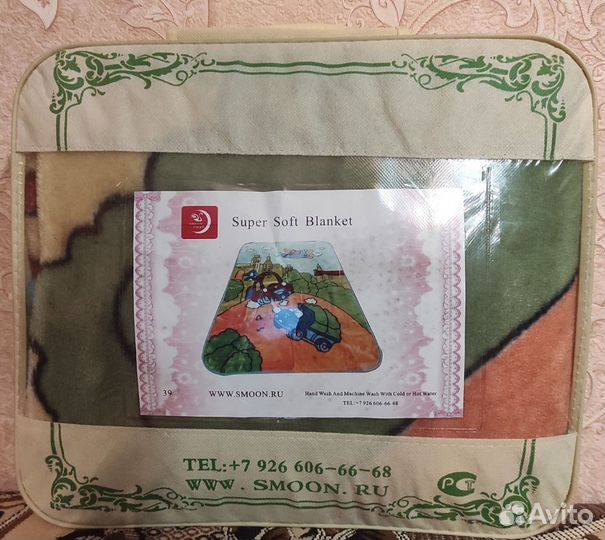 Super Soft Blanket
39
WWW.SMOON.RU
Hand Wash And Machine Wash With Cold or Hot Water
TEL: +7 926 606-66-68
TEL:+7 926 606-66-68
WWW. SMOON. RU
РСТ
Avito